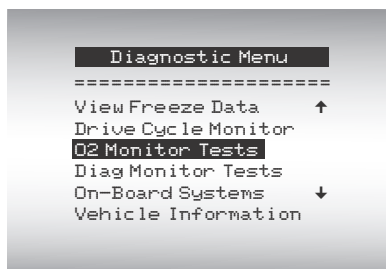 Diagnostic Menu
=====================
View Freeze Data ↑
Drive Cycle Monitor
O2 Monitor Tests
Diag Monitor Tests
On-Board Systems ↓
Vehicle Information